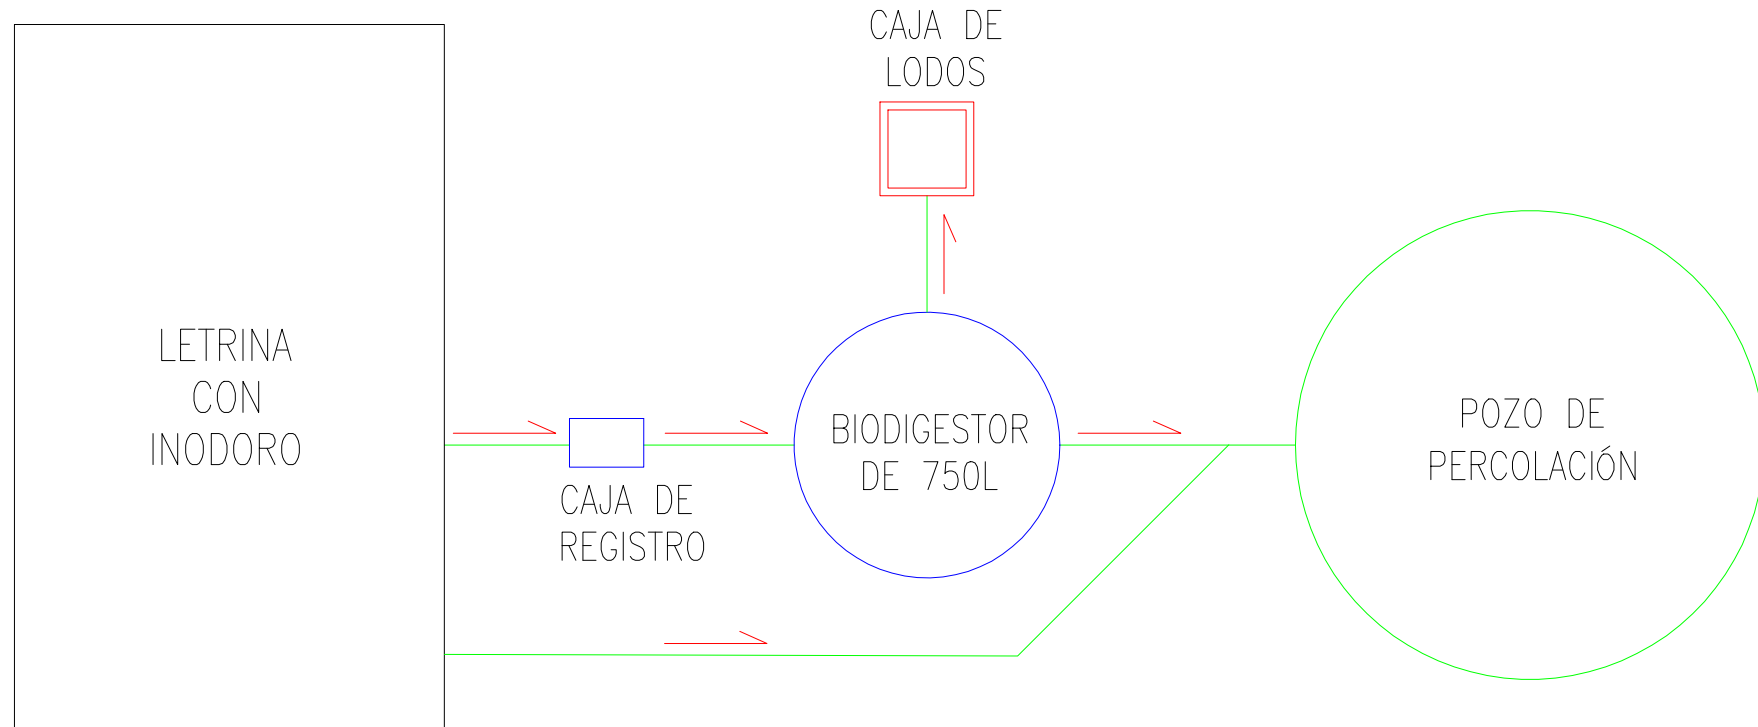 CAJA DE
LODOS
LETRINA
CON
INODORO
CAJA DE
REGISTRO
BIODIGESTOR
DE 750L
POZO DE
PERCOLACIÓN